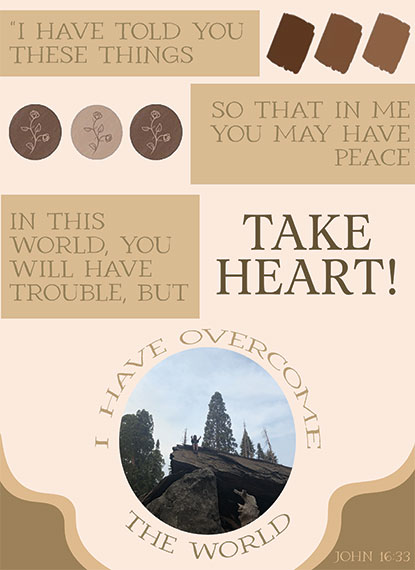 "I HAVE TOLD YOU
THESE THINGS
SO THAT IN ME
YOU MAY HAVE
PEACE
IN THIS
WORLD, YOU
WILL HAVE
TROUBLE, BUT
TAKE
HEART!
I HAVE OVERCOME
THE WORLD
JOHN 16:33